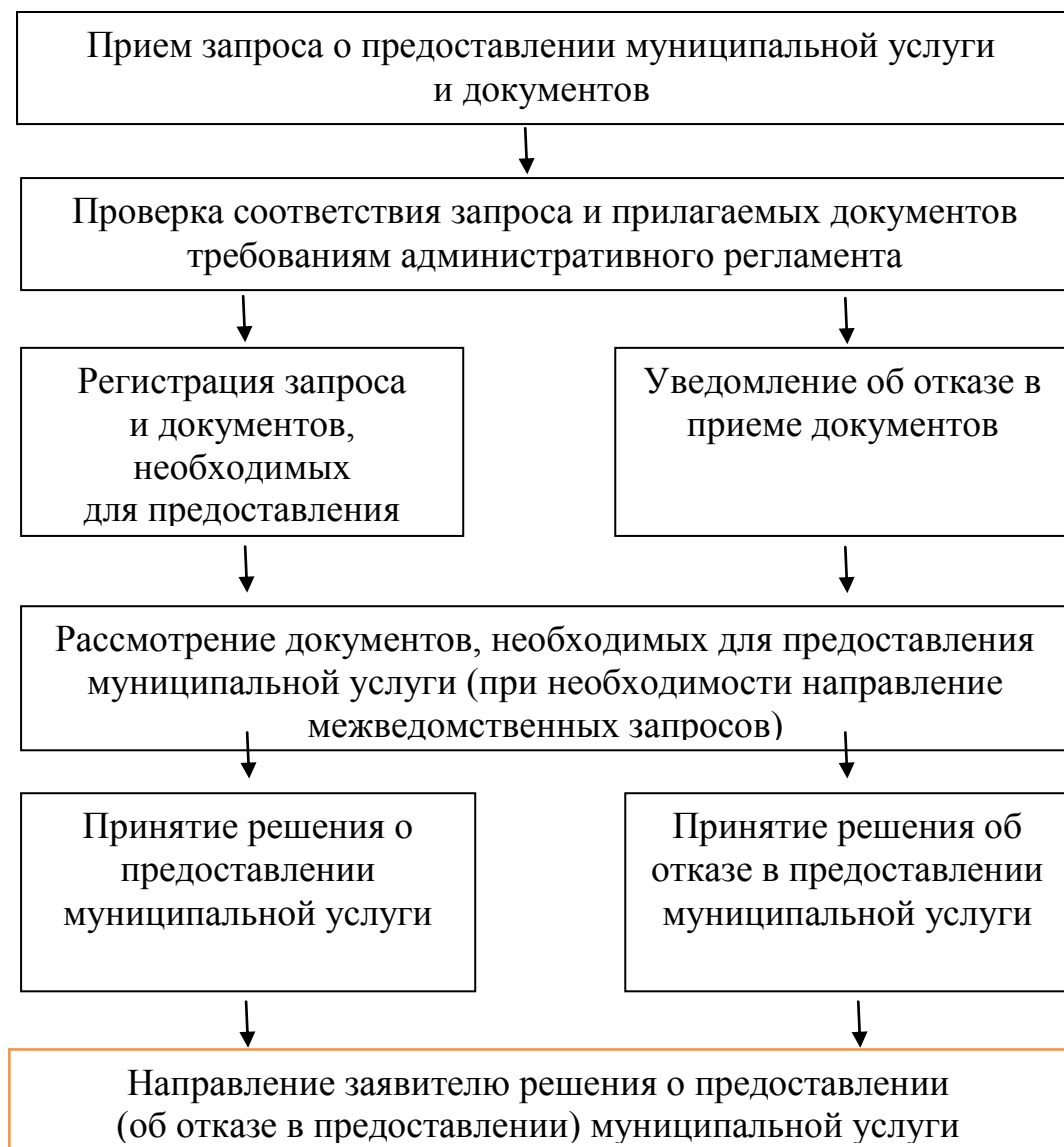 Прием запроса о предоставлении муниципальной услуги
и документов
Проверка соответствия запроса и прилагаемых документов
требованиям административного регламента
Регистрация запроса
и документов,
необходимых
для предоставления
Уведомление об отказе в
приеме документов
Рассмотрение документов, необходимых для предоставления
муниципальной услуги (при необходимости направление
межведомственных запросов)
Принятие решения о
предоставлении
муниципальной услуги
Принятие решения об
отказе в предоставлении
муниципальной услуги
Направление заявителю решения о предоставлении
(об отказе в предоставлении) муниципальной услуги